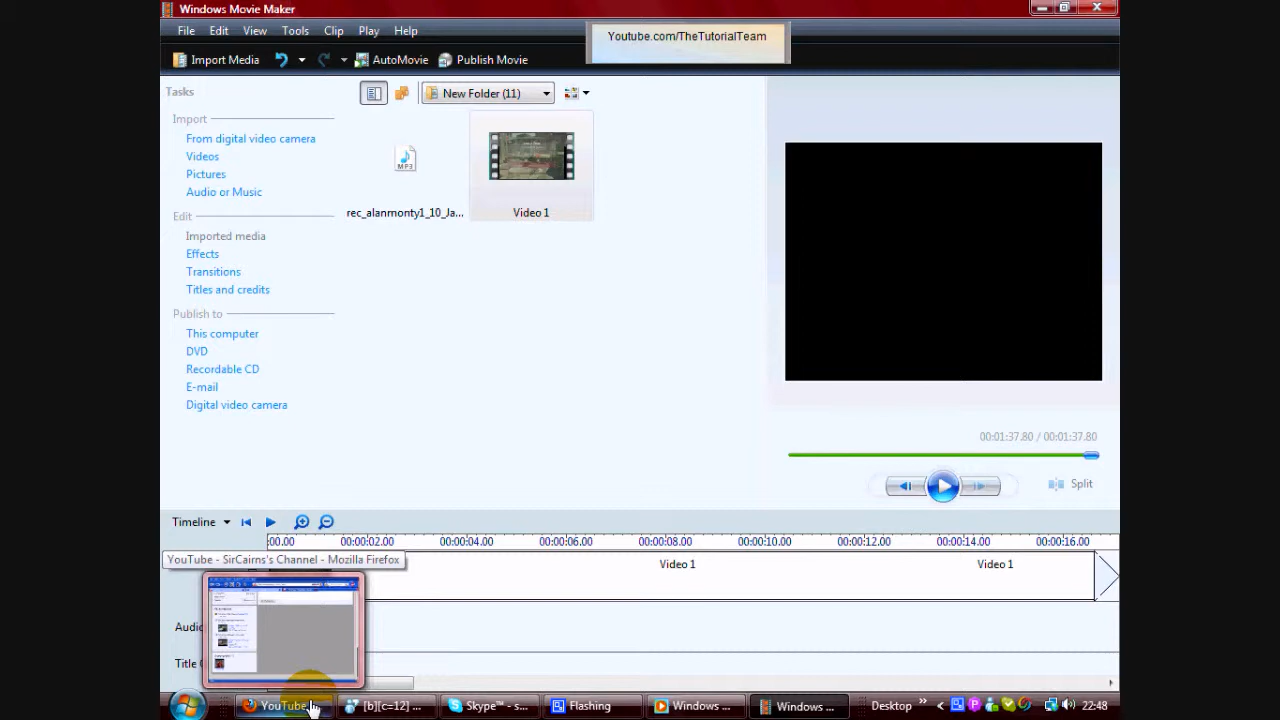 Windows Movie Maker
File Edit View Tools Clip Play Help
Youtube.com/TheTutorialTeam
Import Media AutoMovie Publish Movie
Tasks
New Folder (11)
Import
From digital video camera
Videos
Pictures
Audio or Music
MP3
rec_alanmonty1_10_Ja...
Video 1
Edit
Imported media
Effects
Transitions
Titles and credits
Publish to
This computer
DVD
Recordable CD
E-mail
Digital video camera
00:01:37.80 / 00:01:37.80
Split
Timeline
:00.00 00:00:02.00 00:00:04.00 00:00:06.00 00:00:08.00 00:00:10.00 00:00:12.00 00:00:14.00 00:00:16.00
YouTube - SirCairns's Channel - Mozilla Firefox
Video 1 Video 1
Audio
Title
YouTube [b][c=12] ... Skype™ - s... Flashing Windows ... Windows ... Desktop 22:48